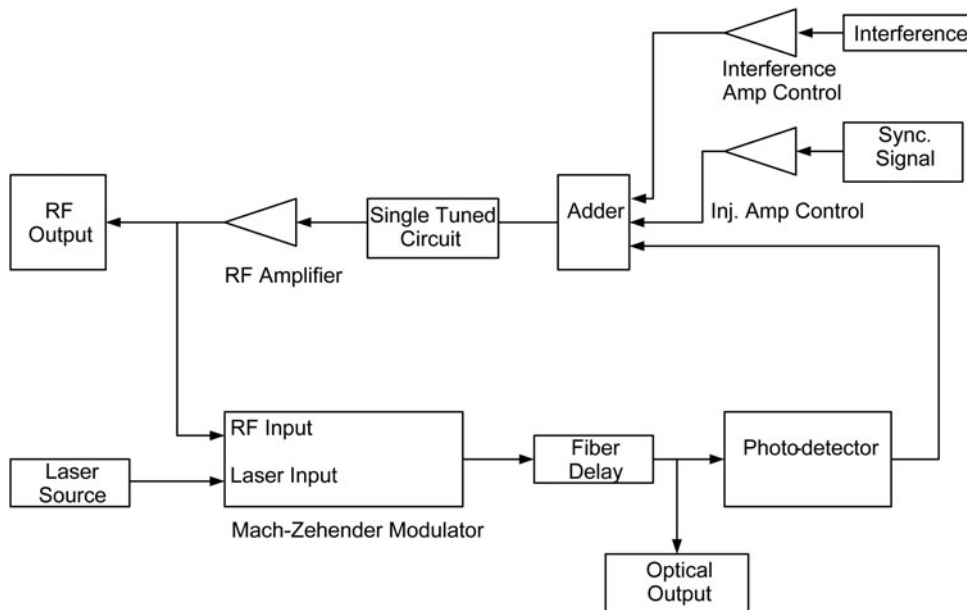 Interference
Interference
Amp Control
Sync.
Signal
Inj. Amp Control
RF
Output
RF Amplifier
Single Tuned
Circuit
Adder
RF Input
Laser Input
Laser
Source
Mach-Zehender Modulator
Fiber
Delay
Photo-detector
Optical
Output